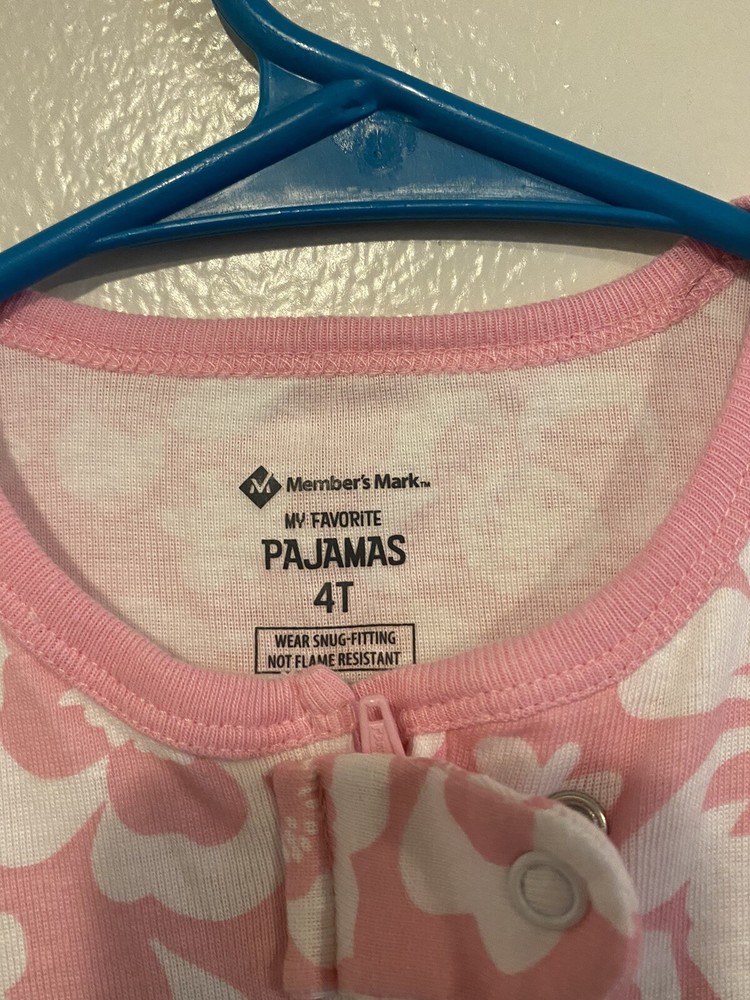 Member's Mark™
MY FAVORITE
PAJAMAS
4T
WEAR SNUG-FITTING
NOT FLAME RESISTANT